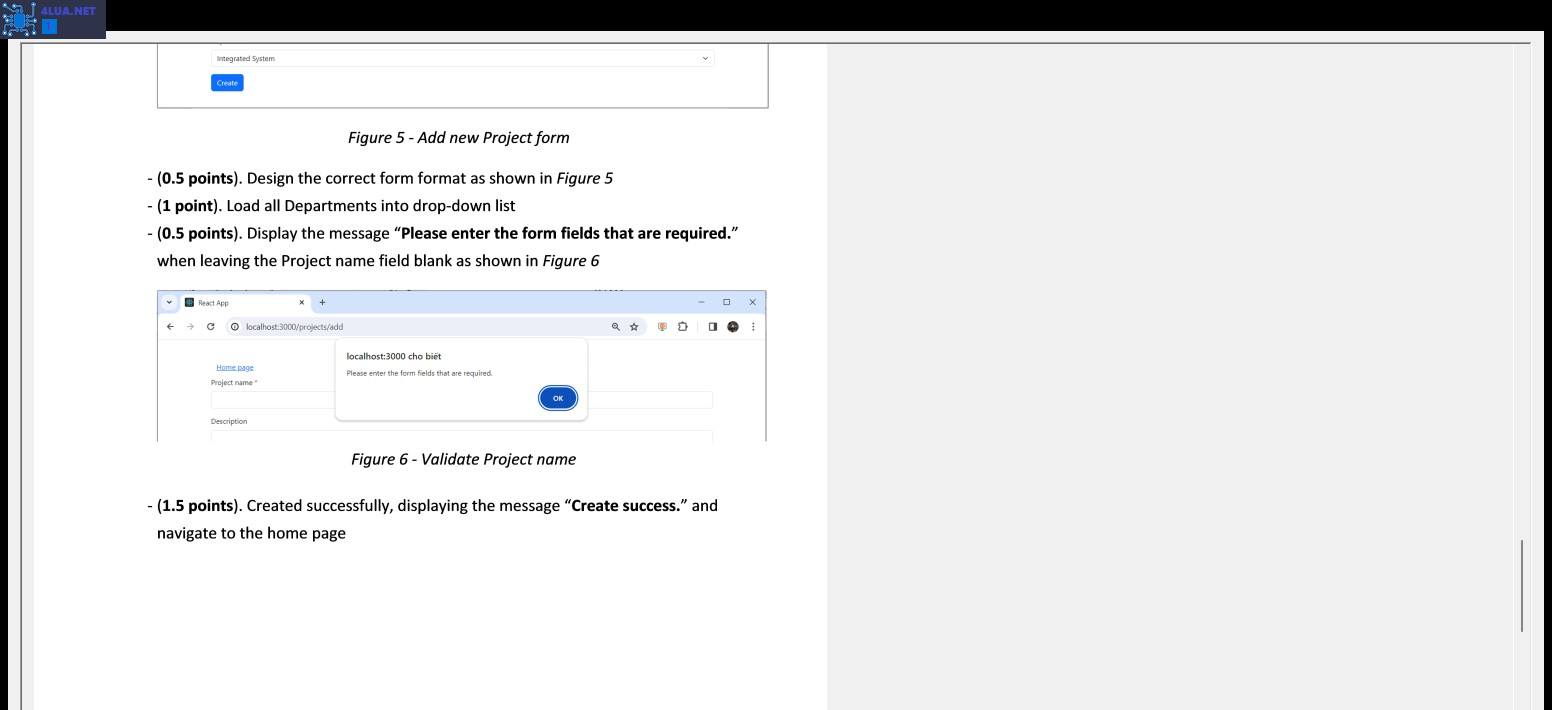 4LUA.NET
Integrated System
Create
Figure 5 - Add new Project form
- (0.5 points). Design the correct form format as shown in Figure 5
- (1 point). Load all Departments into drop-down list
- (0.5 points). Display the message “Please enter the form fields that are required.”
when leaving the Project name field blank as shown in Figure 6
React App
localhost:3000/projects/add
localhost:3000 cho biết
Please enter the form fields that are required.
OK
Home page
Project name *
Description
Figure 6 - Validate Project name
- (1.5 points). Created successfully, displaying the message “Create success.” and
navigate to the home page